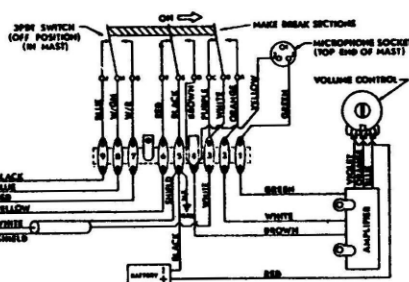 3PDT SWITCH
(OFF POSITION)
(IN MAST)
ON
MAKE BREAK SECTIONS
MICROPHONE SOCKET
(TOP END OF MAST)
VOLUME CONTROL
BLUE
RED
BLACK
BROWN
PURPLE
WHITE
ORANGE
YELLOW
GREEN
BLACK
BLUE
RED
YELLOW
WHITE
SHIELD
SHIELD
WHITE
BLACK
GREEN
WHITE
BROWN
AMPLIFIER
BATTERY
RED